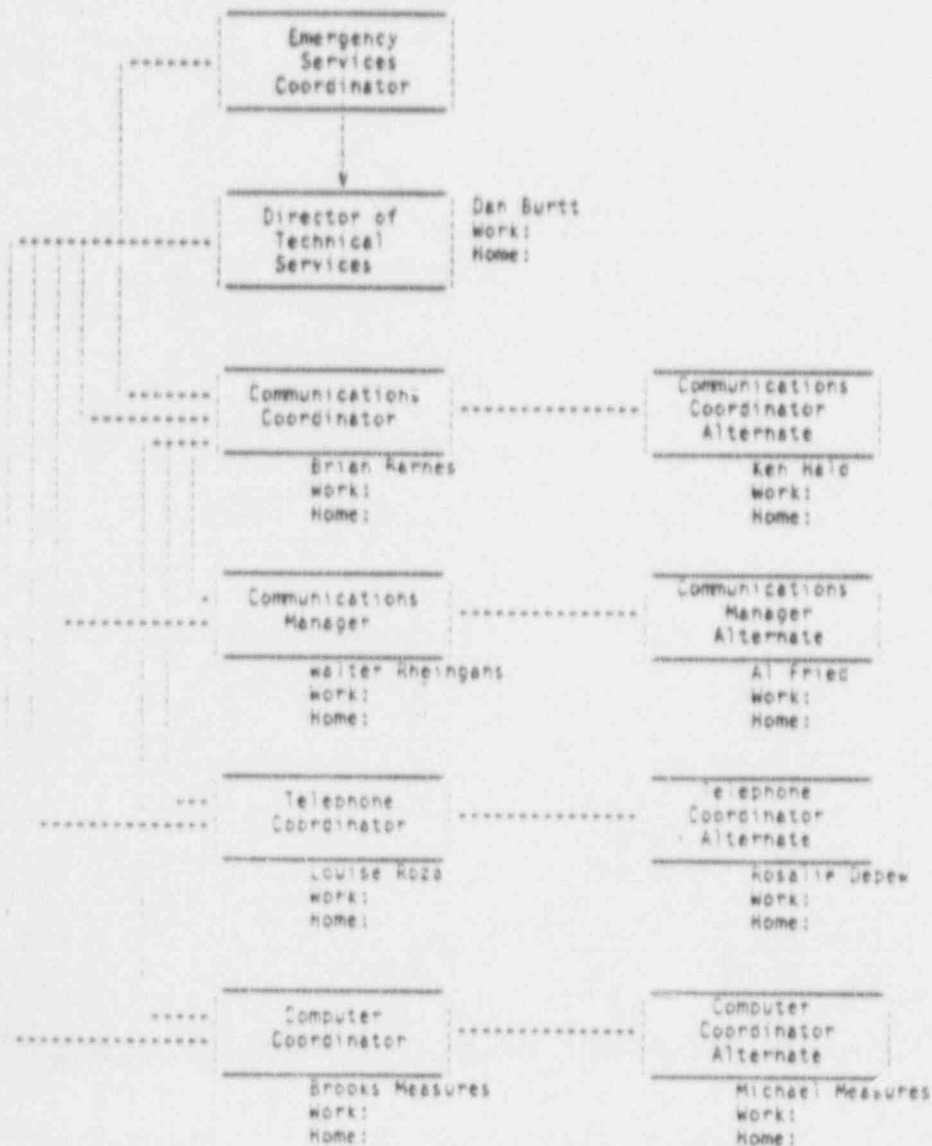 Emergency
Services
Coordinator
Director of
Technical
Services
Dan Burtt
Work:
Home:
Communications
Coordinator
Brian Barnes
Work:
Home:
Communications
Coordinator
Alternate
Ken Hald
Work:
Home:
Communications
Manager
Walter Rheingans
Work:
Home:
Communications
Manager
Alternate
Al Fried
Work:
Home:
Telephone
Coordinator
Louise Roza
Work:
Home:
Telephone
Coordinator
Alternate
Rosalie Depew
Work:
Home:
Computer
Coordinator
Brooks Measures
Work:
Home:
Computer
Coordinator
Alternate
Michael Measures
Work:
Home: